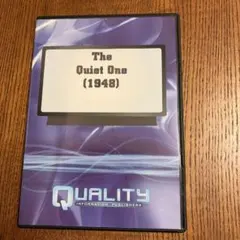 The
Quiet One
(1948)
QUALITY
INFORMATION PUBLISHERS